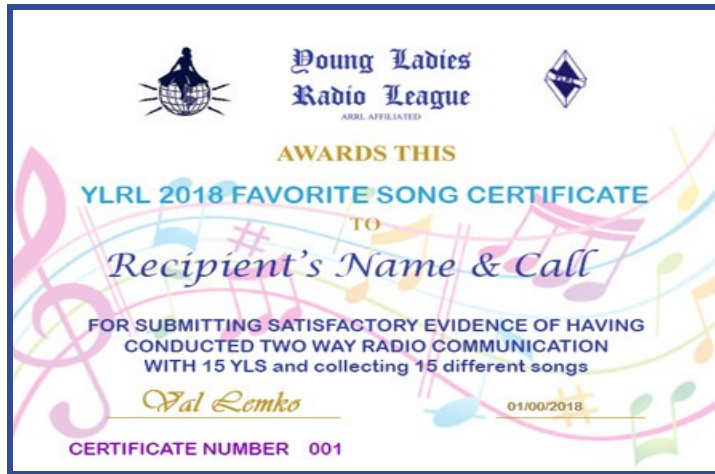 Young Ladies
Radio League
ARRL AFFILIATED
YLRL
AWARDS THIS
YLRL 2018 FAVORITE SONG CERTIFICATE
TO
Recipient's Name & Call
FOR SUBMITTING SATISFACTORY EVIDENCE OF HAVING
CONDUCTED TWO WAY RADIO COMMUNICATION
WITH 15 YLS and collecting 15 different songs
Val Lemko
01/00/2018
CERTIFICATE NUMBER 001